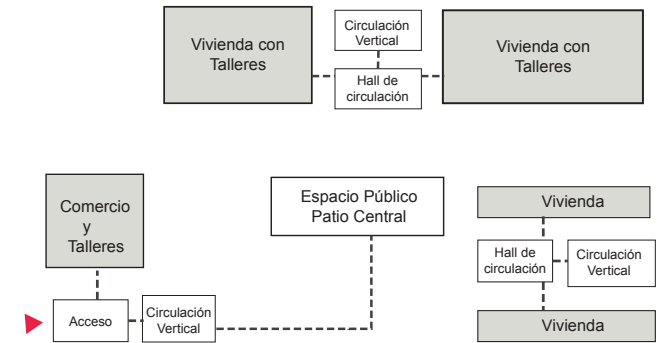 Vivienda con
Talleres
Circulación
Vertical
Hall de
circulación
Vivienda con
Talleres
Comercio
y
Talleres
Acceso
Circulación
Vertical
Espacio Público
Patio Central
Vivienda
Hall de
circulación
Circulación
Vertical
Vivienda